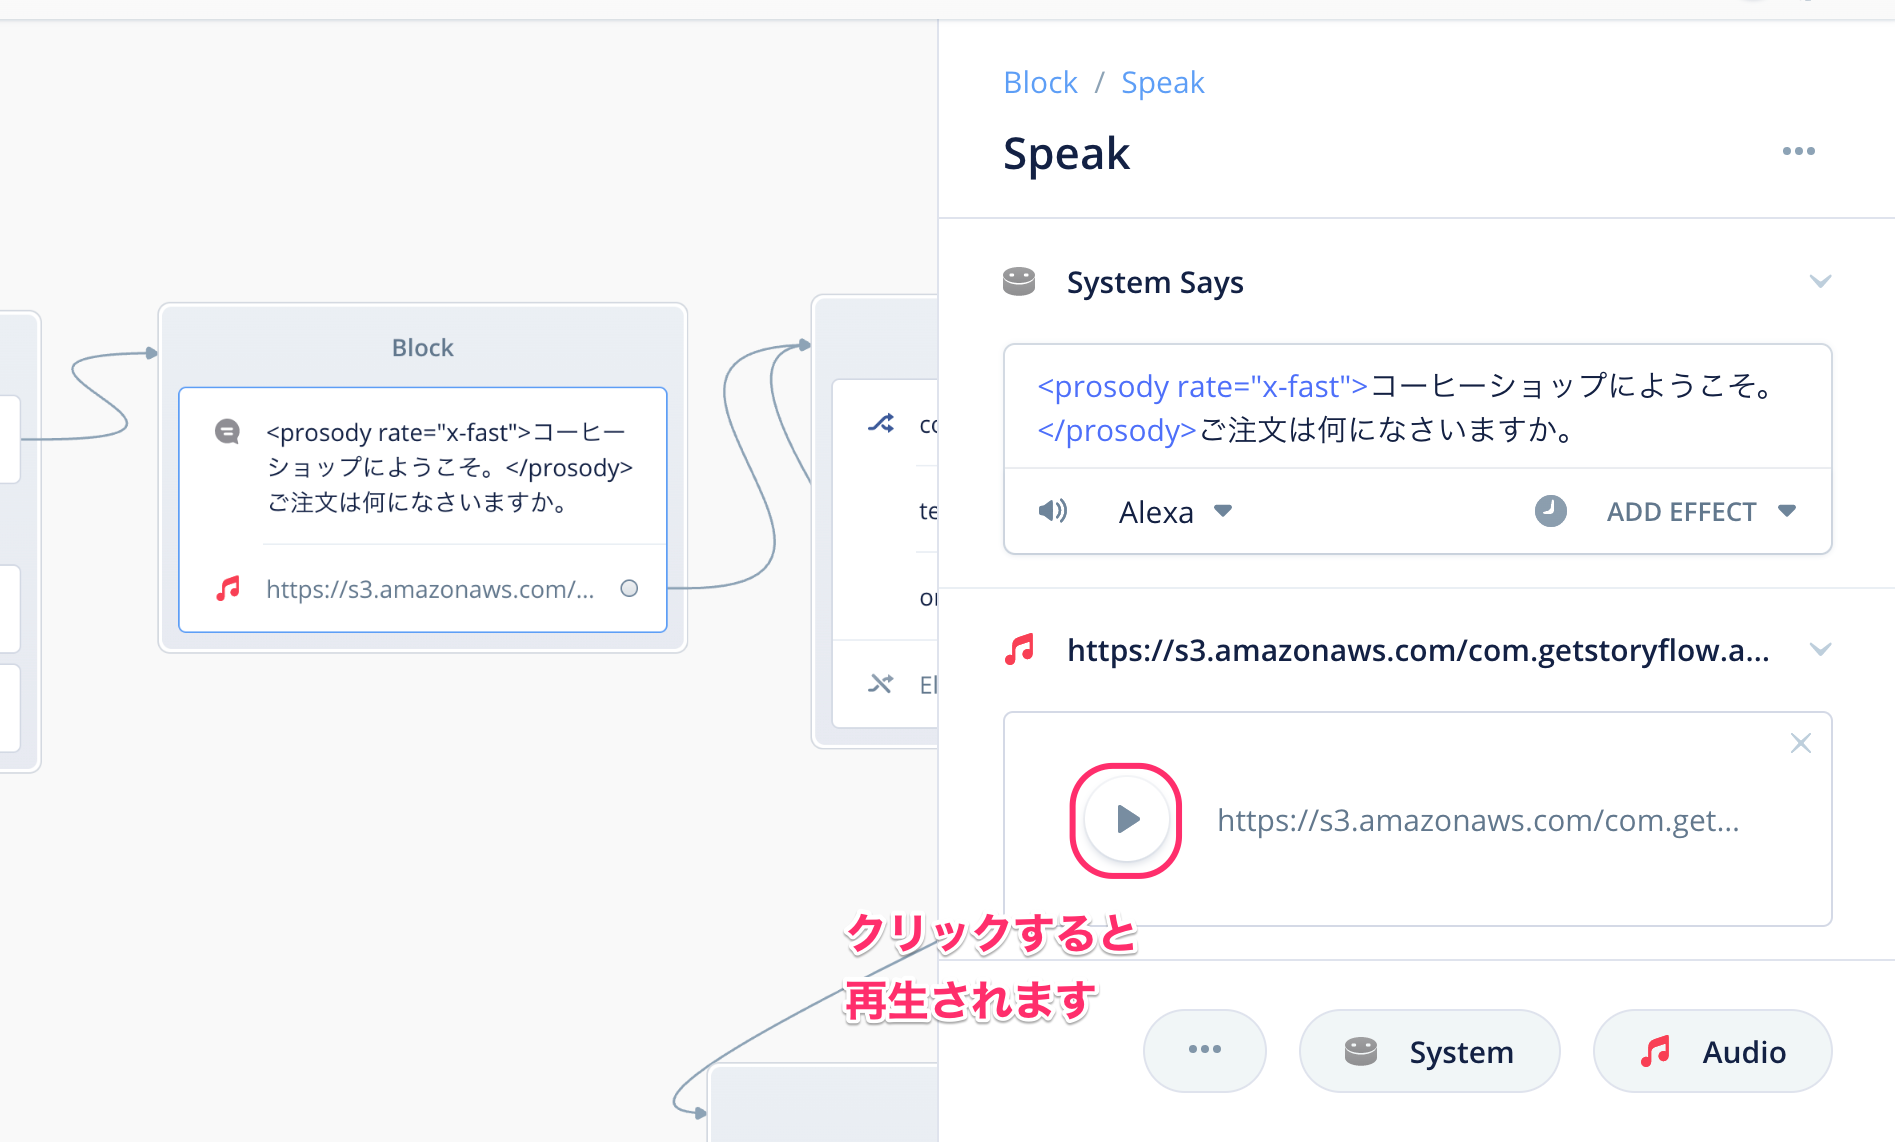 Block
<prosody rate="x-fast">コーヒー
ショップにようこそ。</prosody>
ご注文は何になさいますか。
https://s3.amazonaws.com/...
Block / Speak
Speak
System Says
<prosody rate="x-fast">コーヒーショップにようこそ。
</prosody>ご注文は何になさいますか。
Alexa
ADD EFFECT
https://s3.amazonaws.com/com.getstoryflow.a...
https://s3.amazonaws.com/com.get...
クリックすると
再生されます
System
Audio